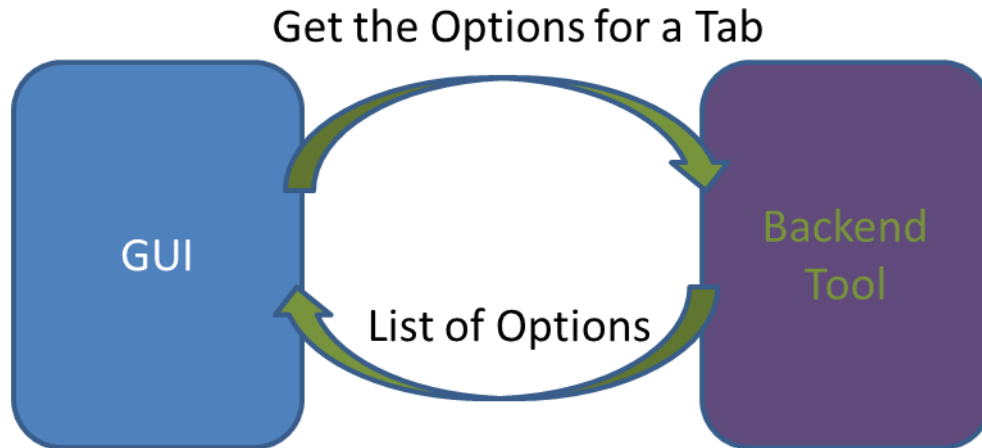 Get the Options for a Tab
GUI
Backend
Tool
List of Options